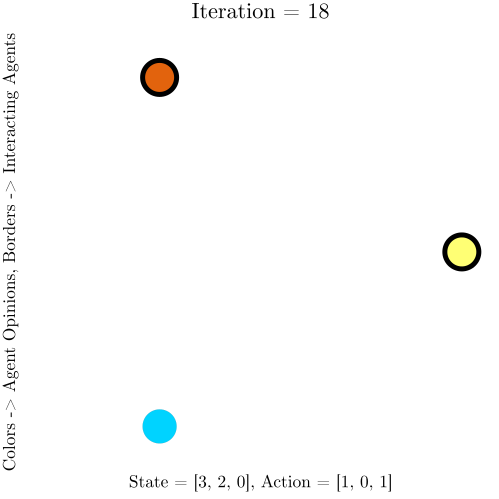 Iteration = 18
Colors -> Agent Opinions, Borders -> Interacting Agents
State = [3, 2, 0], Action = [1, 0, 1]